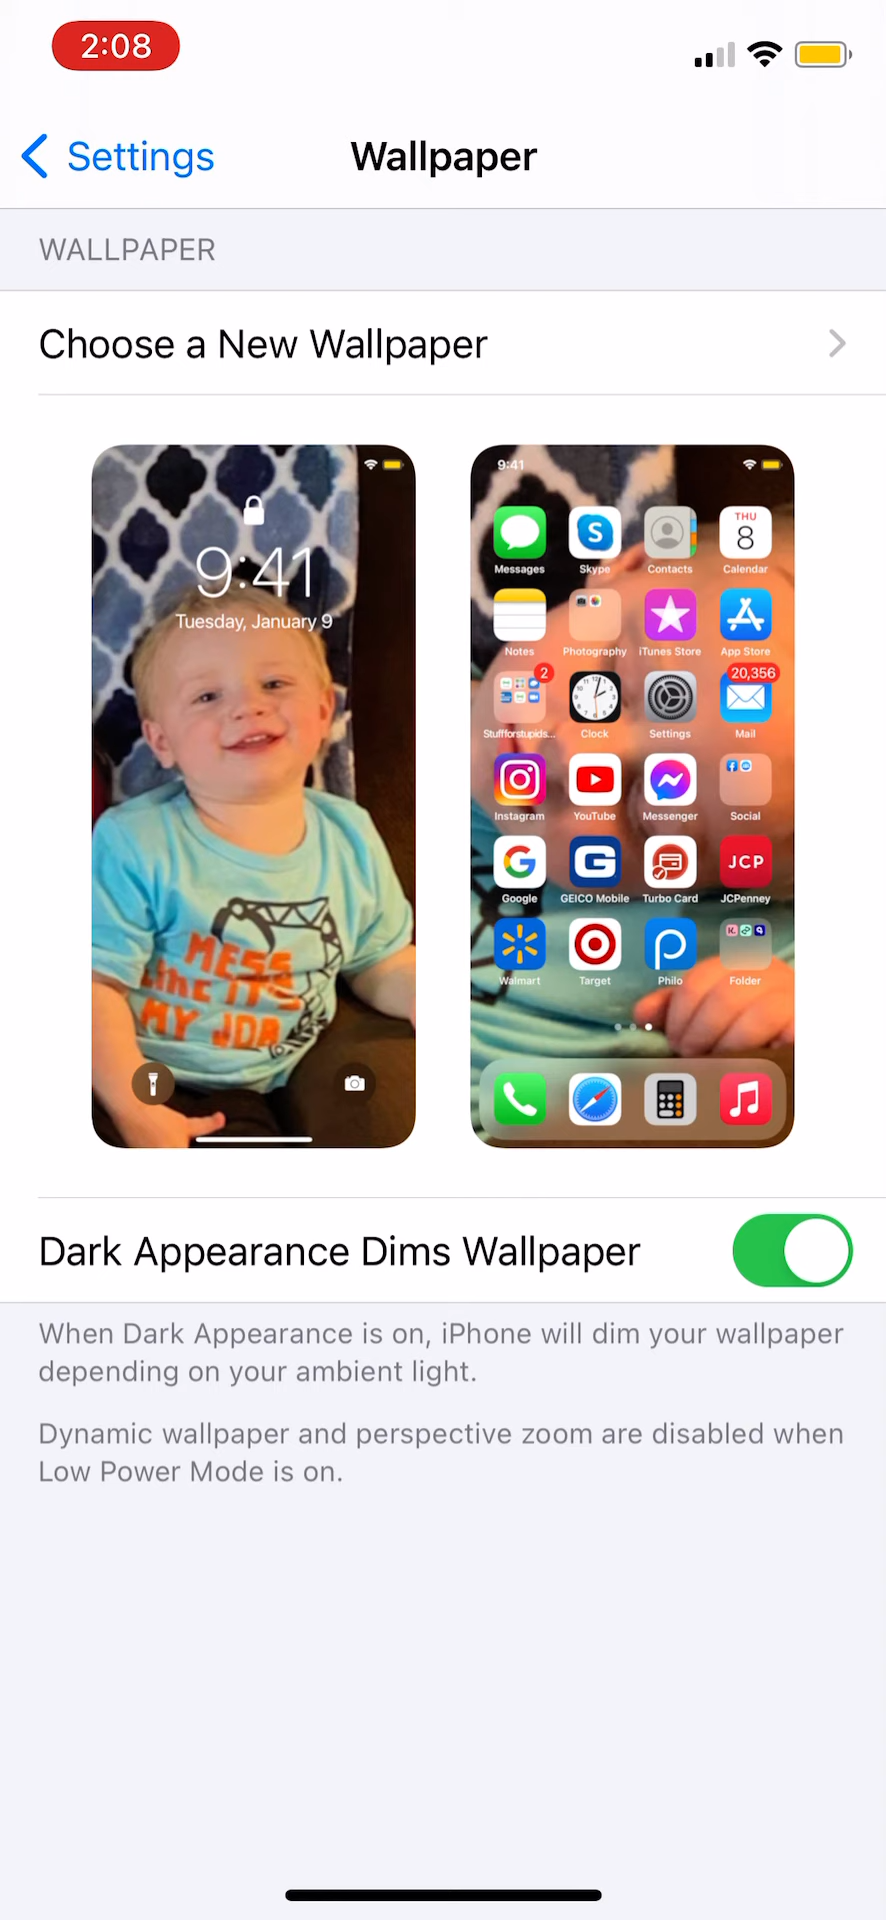 2:08
Settings
Wallpaper
WALLPAPER
Choose a New Wallpaper
9:41
Tuesday, January 9
MESS
LIKE IT'S
MY JOB
9:41
THU
8
Messages Skype Contacts Calendar
Notes Photography iTunes Store App Store
2
20,356
Stuffforstupids... Clock Settings Mail
Instagram YouTube Messenger Social
JCP
Google GEICO Mobile Turbo Card JCPenney
Walmart Target Philo Folder
Dark Appearance Dims Wallpaper
When Dark Appearance is on, iPhone will dim your wallpaper
depending on your ambient light.
Dynamic wallpaper and perspective zoom are disabled when
Low Power Mode is on.